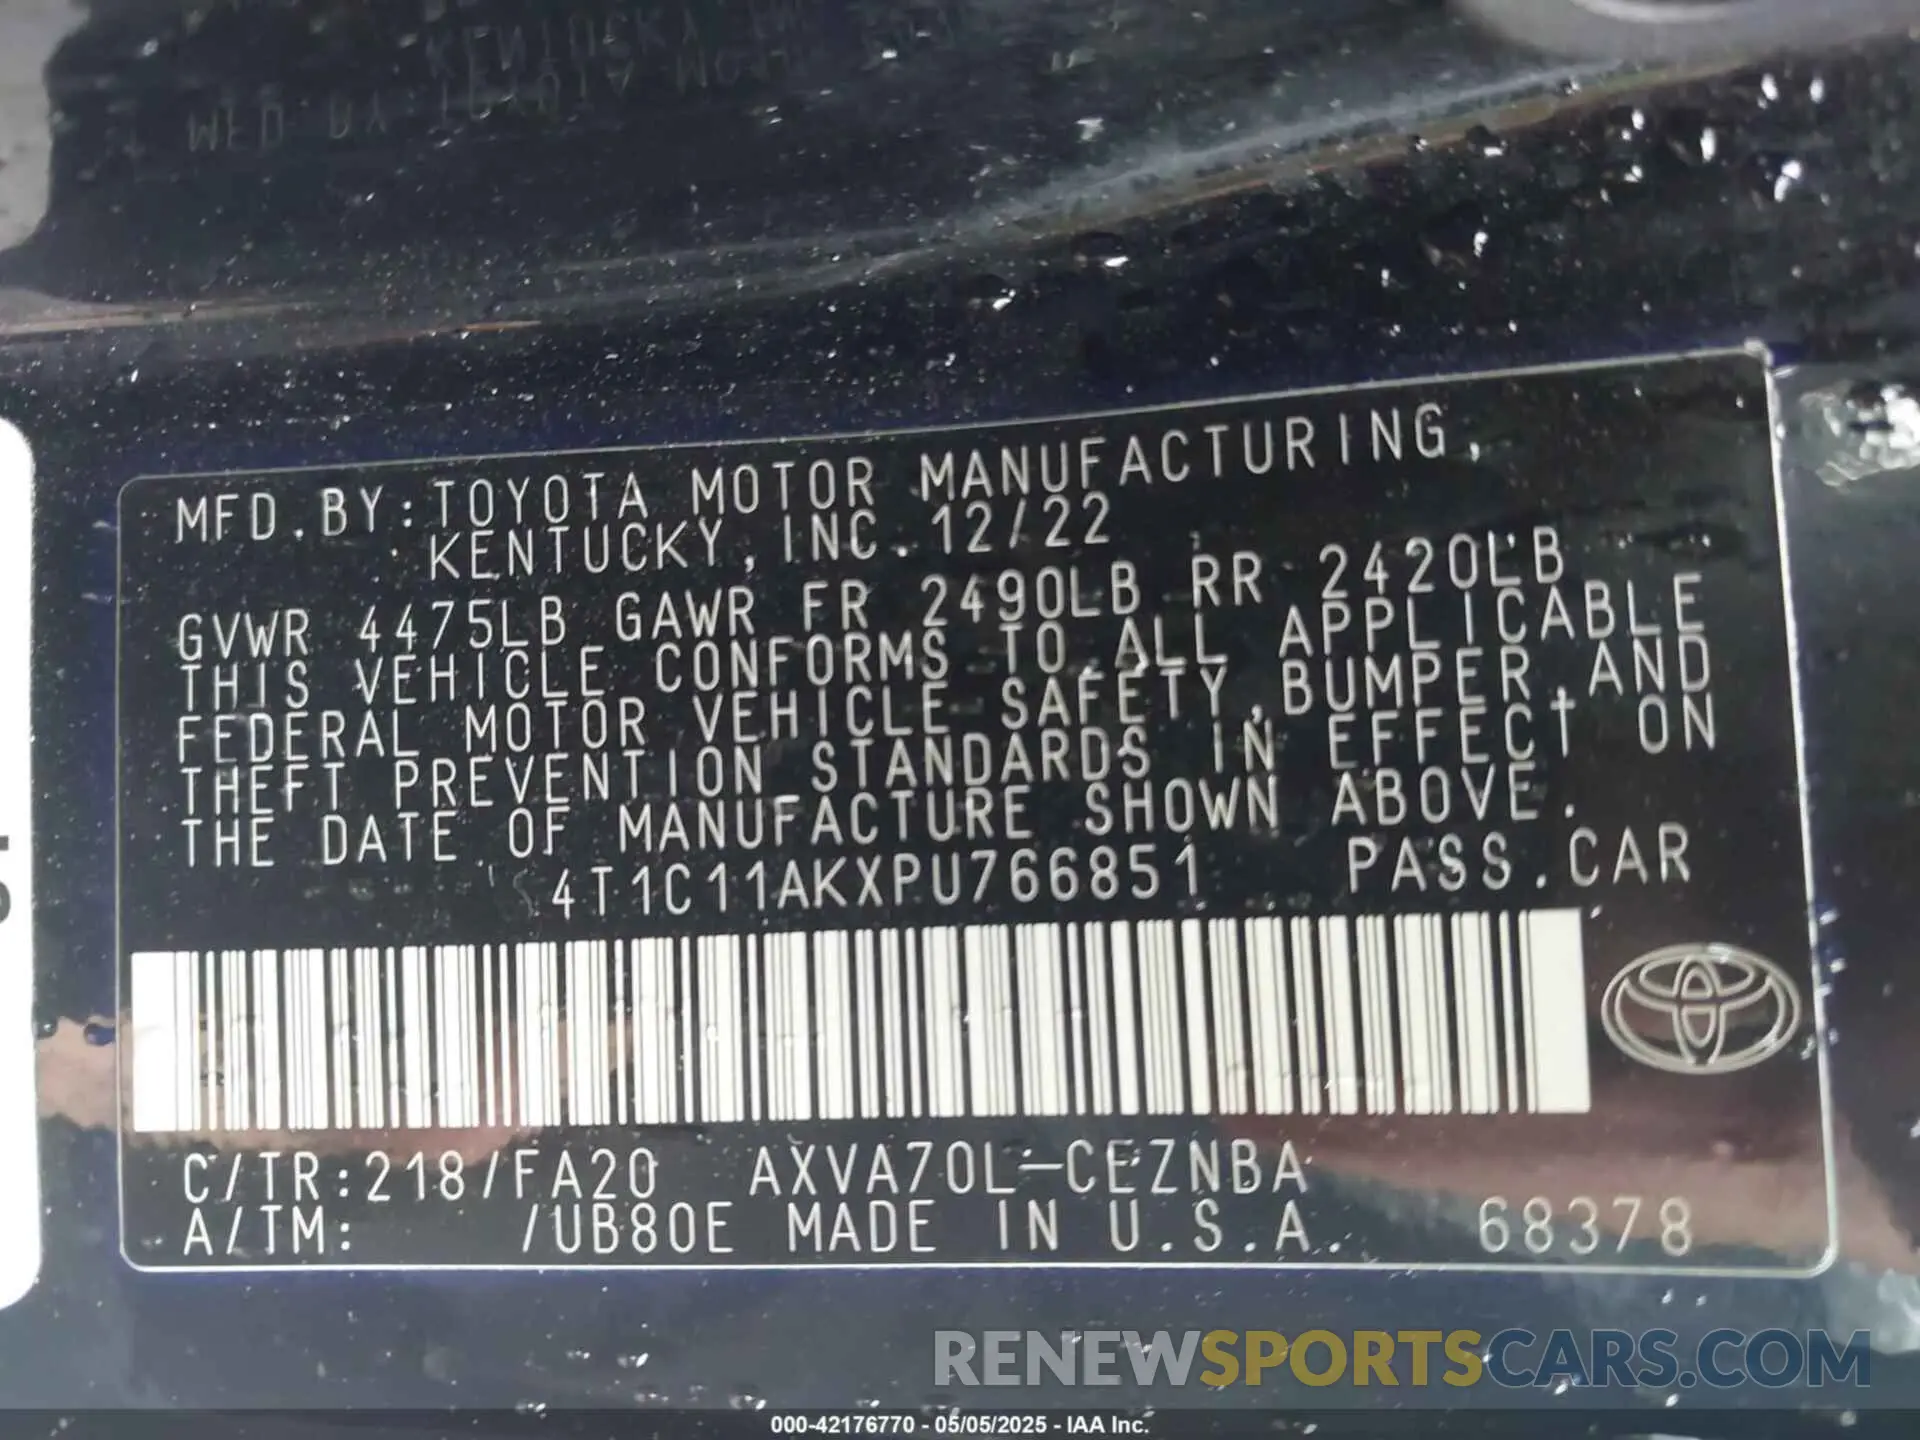 MFD.BY:TOYOTA MOTOR MANUFACTURING,
KENTUCKY, INC. 12/22
GVWR 4475LB GAWR FR 2490LB RR 2420LB
THIS VEHICLE CONFORMS TO ALL APPLICABLE
FEDERAL MOTOR VEHICLE SAFETY, BUMPER, AND
THEFT PREVENTION STANDARDS IN EFFECT ON
THE DATE OF MANUFACTURE SHOWN ABOVE.
4T1C11AKXPU766851 PASS.CAR
C/TR:218/FA20 AXVA70L-CEZNBA
A/TM: /UB80E MADE IN U.S.A. 68378
RENEWSPORTSCARS.COM
000-42176770 - 05/05/2025 - IAA Inc.